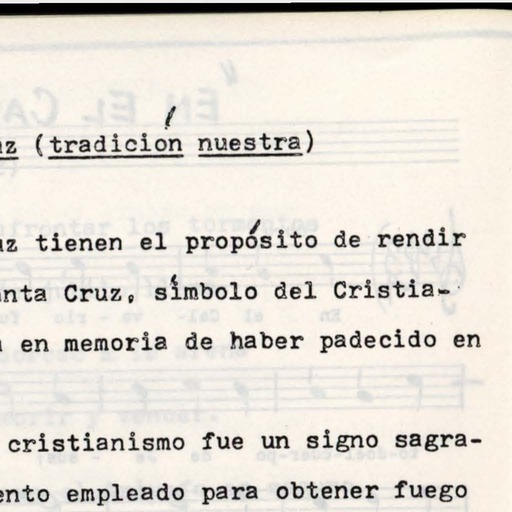 uz (tradición nuestra)
uz tienen el propósito de rendir
anta Cruz, símbolo del Cristia-
en memoria de haber padecido en
cristianismo fue un signo sagra-
ento empleado para obtener fuego